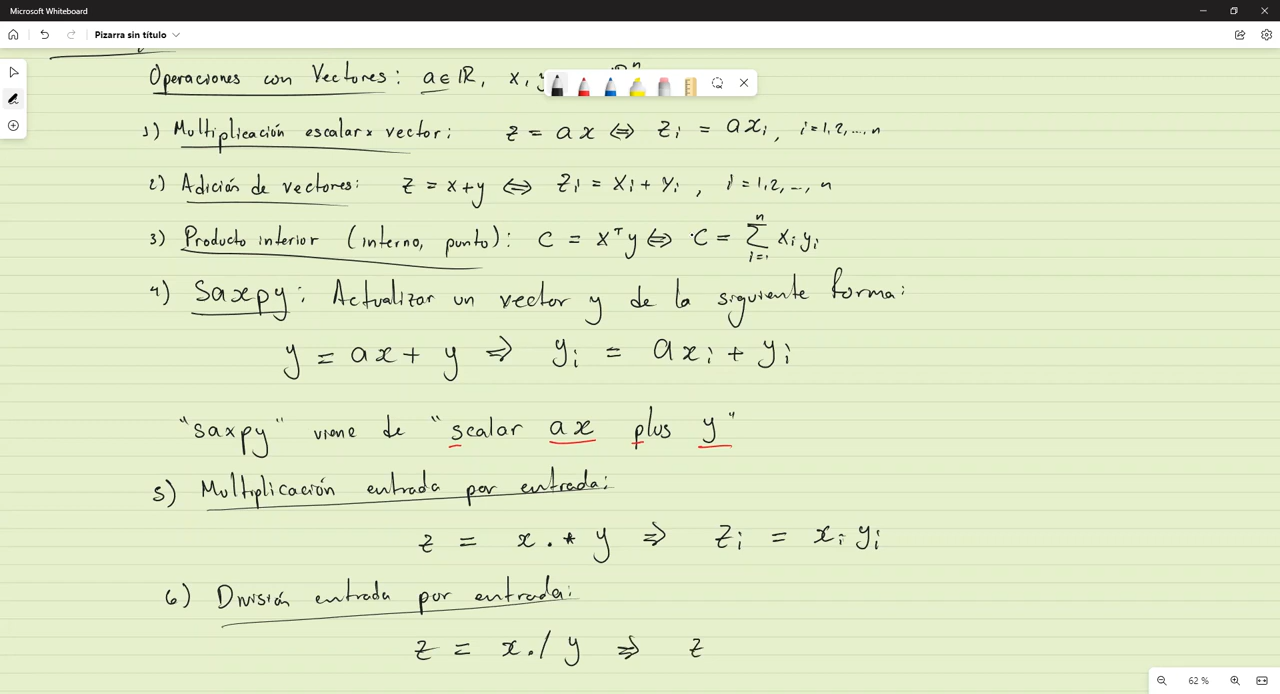 Microsoft Whiteboard
Pizarra sin título
Operaciones con Vectores: a ∈ ℝ, x, y ℝⁿ
1) Multiplicación escalar x vector: z = ax ⇔ zᵢ = axᵢ, i=1,2,...,n
2) Adición de vectores: z = x+y ⇔ zᵢ = xᵢ + yᵢ, i=1,2,...,n
3) Producto interior (interno, punto): C = xᵀy ⇔ C = ∑ᵢ₌₁ⁿ xᵢyᵢ
4) Saxpy: Actualizar un vector y de la siguiente forma:
y = ax + y ⇒ yᵢ = axᵢ + yᵢ
"saxpy" viene de "scalar ax plus y"
5) Multiplicación entrada por entrada:
z = x.* y ⇒ zᵢ = xᵢ yᵢ
6) División entrada por entrada:
z = x./ y ⇒ z
62 %